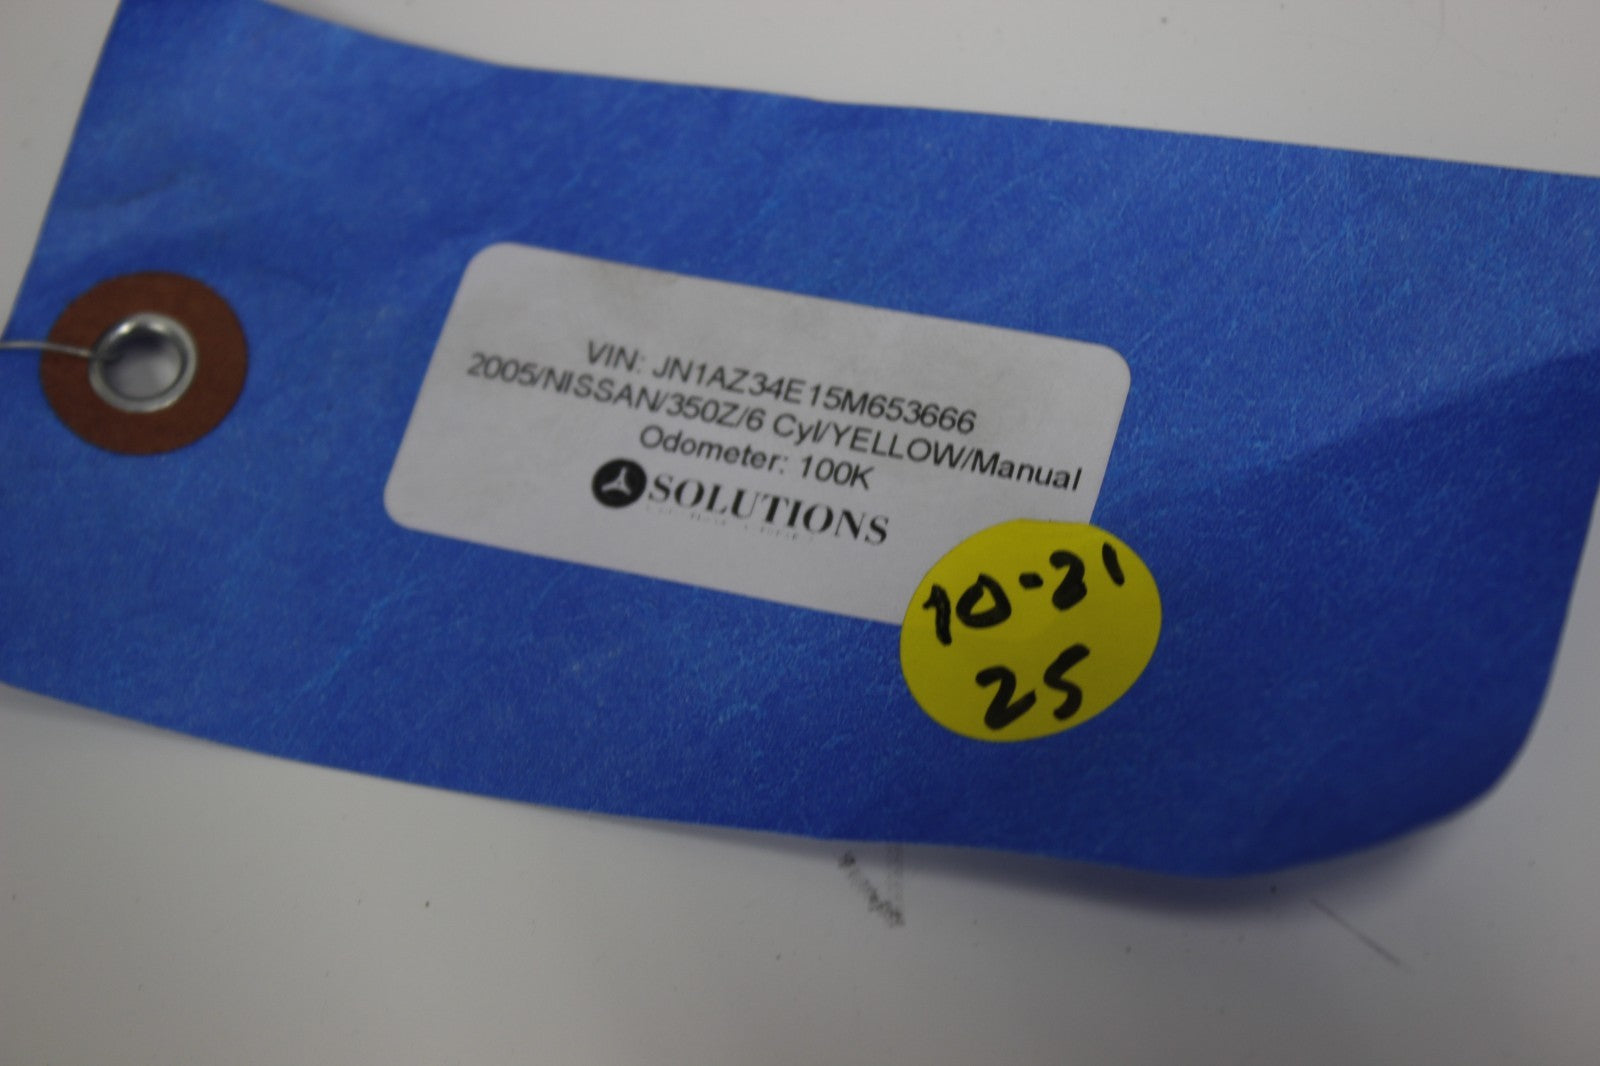 VIN: JN1AZ34E15M653666
2005/NISSAN/350Z/6 Cyl/YELLOW/Manual
Odometer: 100K
SOLUTIONS
10-21
25